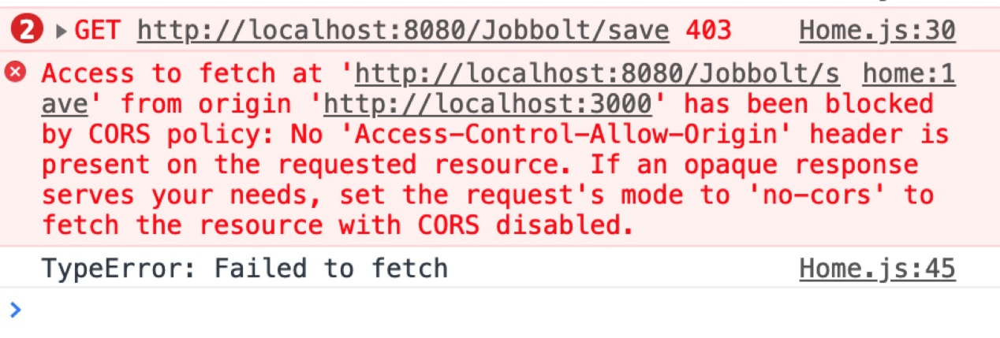 2 ▶ GET http://localhost:8080/Jobbolt/save 403 Home.js:30
Access to fetch at 'http://localhost:8080/Jobbolt/s home:1
ave' from origin 'http://localhost:3000' has been blocked
by CORS policy: No 'Access-Control-Allow-Origin' header is
present on the requested resource. If an opaque response
serves your needs, set the request's mode to 'no-cors' to
fetch the resource with CORS disabled.
TypeError: Failed to fetch Home.js:45